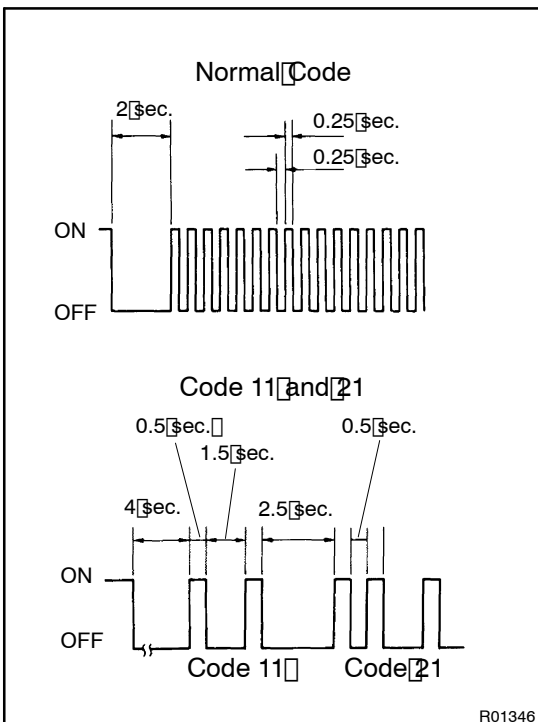 Normal Code
2 sec.
0.25 sec.
0.25 sec.
ON
OFF
Code 11 and 21
0.5 sec.
0.5 sec.
1.5 sec.
4 sec.
2.5 sec.
ON
OFF
Code 11
Code 21
R01346